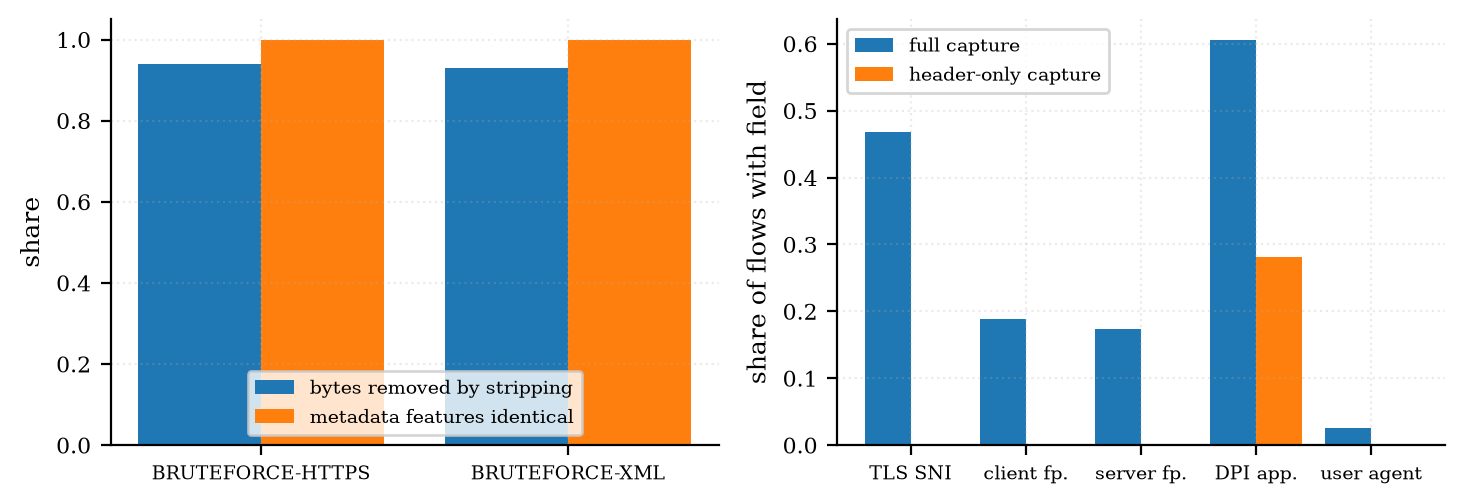 share
1.0
0.8
0.6
0.4
0.2
0.0
bytes removed by stripping
metadata features identical
BRUTEFORCE-HTTPS
BRUTEFORCE-XML
share of flows with field
0.6
0.5
0.4
0.3
0.2
0.1
0.0
full capture
header-only capture
TLS SNI
client fp.
server fp.
DPI app.
user agent